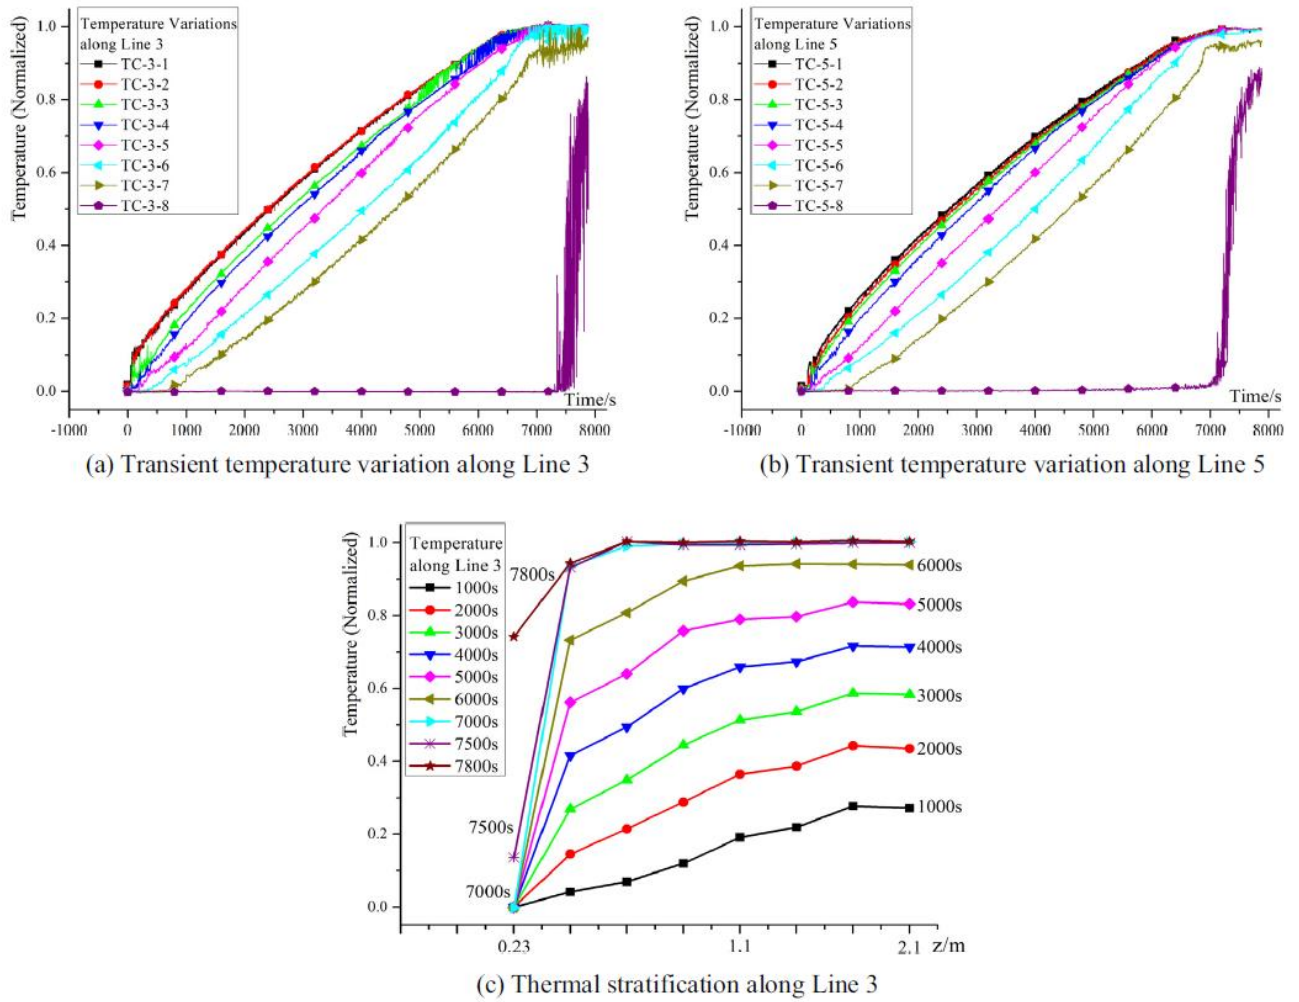 Temperature Variations
along Line 3
TC-3-1
TC-3-2
TC-3-3
TC-3-4
TC-3-5
TC-3-6
TC-3-7
TC-3-8
Temperature (Normalized)
1.0
0.8
0.6
0.4
0.2
0.0
Time/s
-1000 0 1000 2000 3000 4000 5000 6000 7000 8000
(a) Transient temperature variation along Line 3
Temperature Variations
along Line 5
TC-5-1
TC-5-2
TC-5-3
TC-5-4
TC-5-5
TC-5-6
TC-5-7
TC-5-8
Temperature (Normalized)
1.0
0.8
0.6
0.4
0.2
0.0
Time/s
-1000 0 1000 2000 3000 4000 5000 6000 7000 8000
(b) Transient temperature variation along Line 5
Temperature
along Line 3
1000s
2000s
3000s
4000s
5000s
6000s
7000s
7500s
7800s
Temperature (Normalized)
1.0
0.8
0.6
0.4
0.2
0.0
7800s
7500s
7000s
6000s
5000s
4000s
3000s
2000s
1000s
0.23 1.1 2.1 z/m
(c) Thermal stratification along Line 3